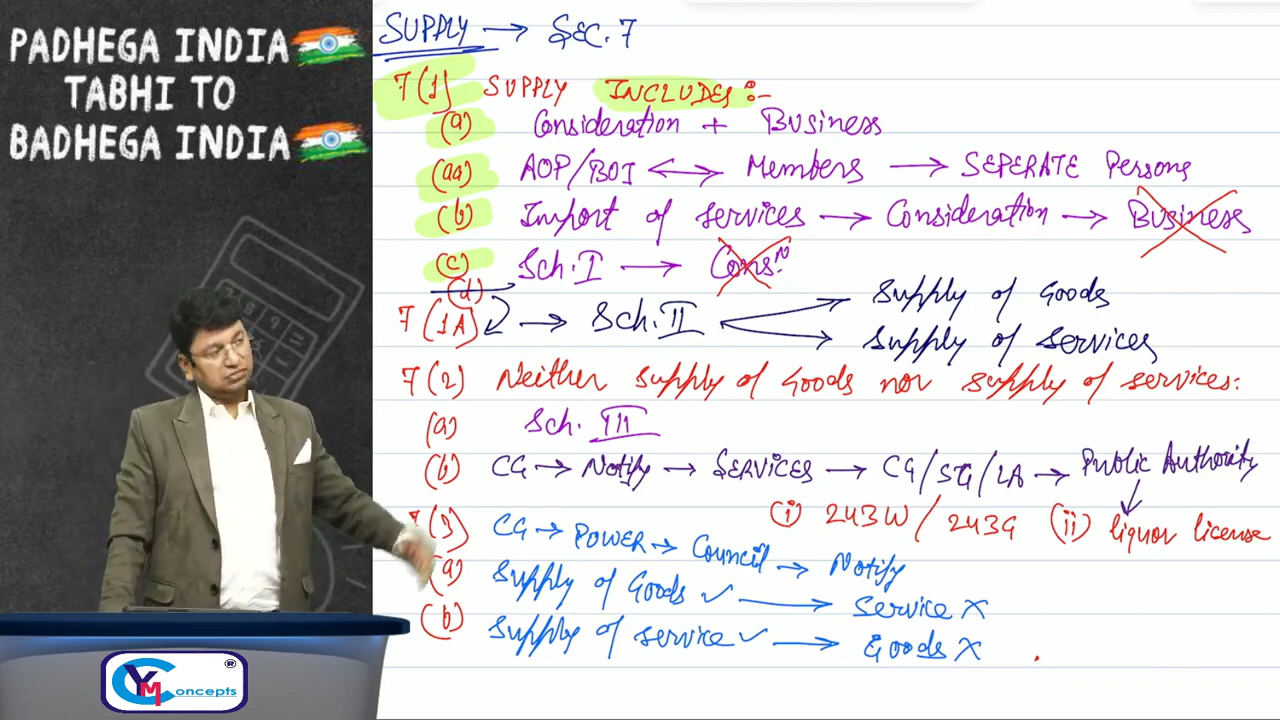 PADHEGA INDIA
TABHI TO
BADHEGA INDIA
SUPPLY → SEC. 7
7(1) SUPPLY INCLUDES :-
(a) Consideration + Business
(aa) AOP/BOI ↔ Members → SEPERATE Persons
(b) Import of services → Consideration → Business
(c) Sch. I → Consn.
(d)
7(1A) → Sch. II → Supply of Goods
Supply of services
7(2) Neither supply of Goods nor supply of services:
(a) Sch. III
(b) CG → Notify → SERVICES → CG/SG/LA → Public Authority
(i) 243W/243G (ii) liquor license
7(3) CG → POWER → Council → Notify
(a) Supply of Goods ✓ → Service ✗
(b) Supply of service ✓ → Goods ✗
CYM Concepts ®